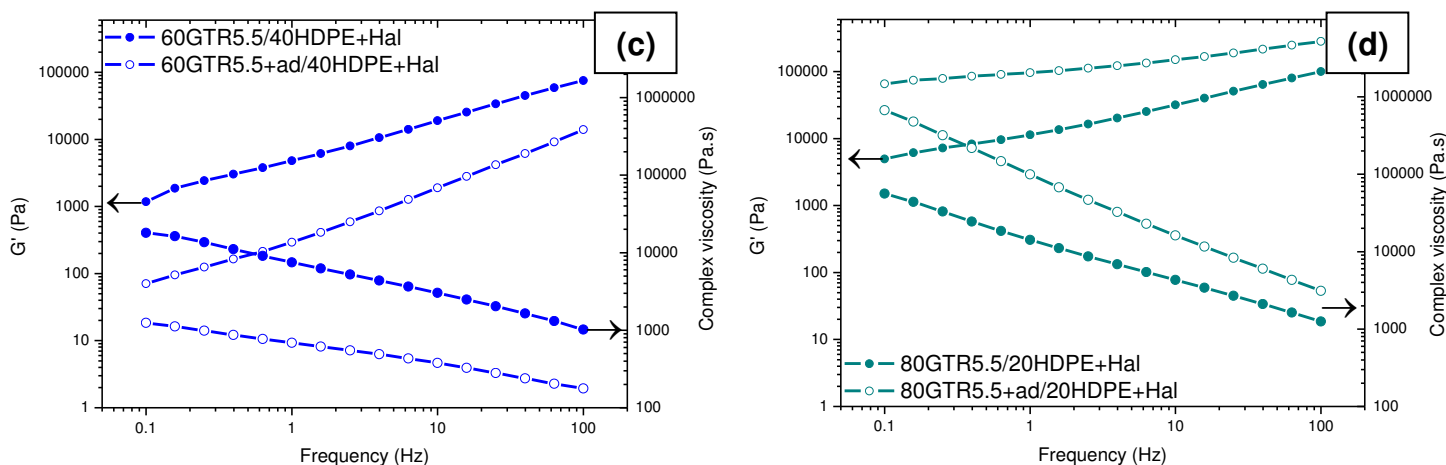 (c)
60GTR5.5/40HDPE+Hal
60GTR5.5+ad/40HDPE+Hal
100000
10000
1000
100
10
1
G' (Pa)
1000000
100000
10000
1000
100
Complex viscosity (Pa.s)
0.1 1 10 100
Frequency (Hz)
(d)
100000
10000
1000
100
10
1
G' (Pa)
1000000
100000
10000
1000
100
Complex viscosity (Pa.s)
80GTR5.5/20HDPE+Hal
80GTR5.5+ad/20HDPE+Hal
0.1 1 10 100
Frequency (Hz)